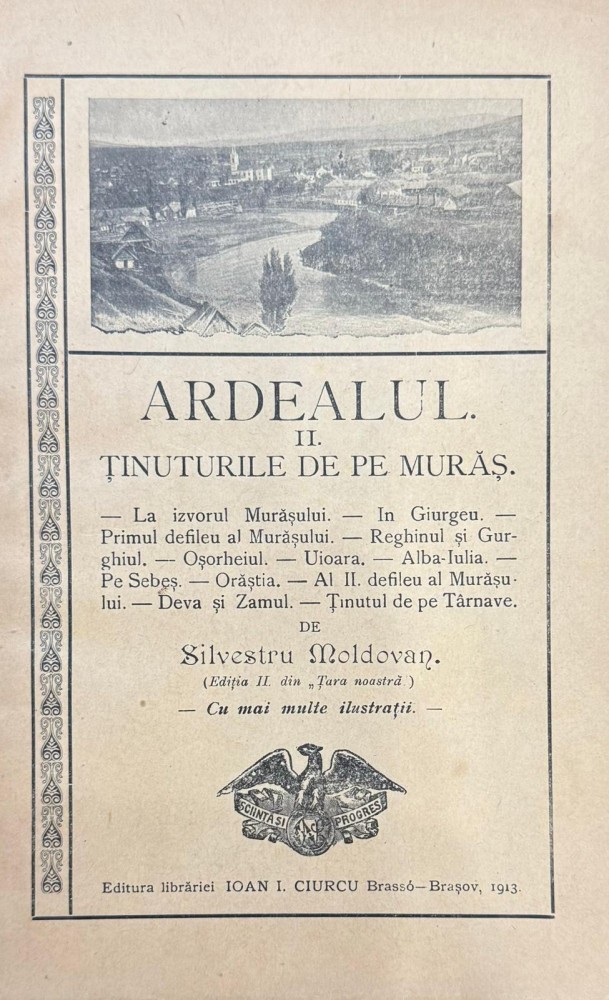 ARDEALUL.
II.
ȚINUTURILE DE PE MURĂȘ.
— La izvorul Murășului. — In Giurgeu. —
Primul defileu al Murășului. — Reghinul și Gur-
ghiul. — Oșorheiul. — Uioara. — Alba-Iulia. —
Pe Sebeș. — Orăștia. — Al II. defileu al Murășu-
lui. — Deva și Zamul. — Ținutul de pe Târnave.
DE
Silvestru Moldovan.
(Ediția II. din „Țara noastră.)
— Cu mai multe ilustrații. —
SCIINTA SI PROGRES
Editura librăriei IOAN I. CIURCU Brassó—Brașov, 1913.